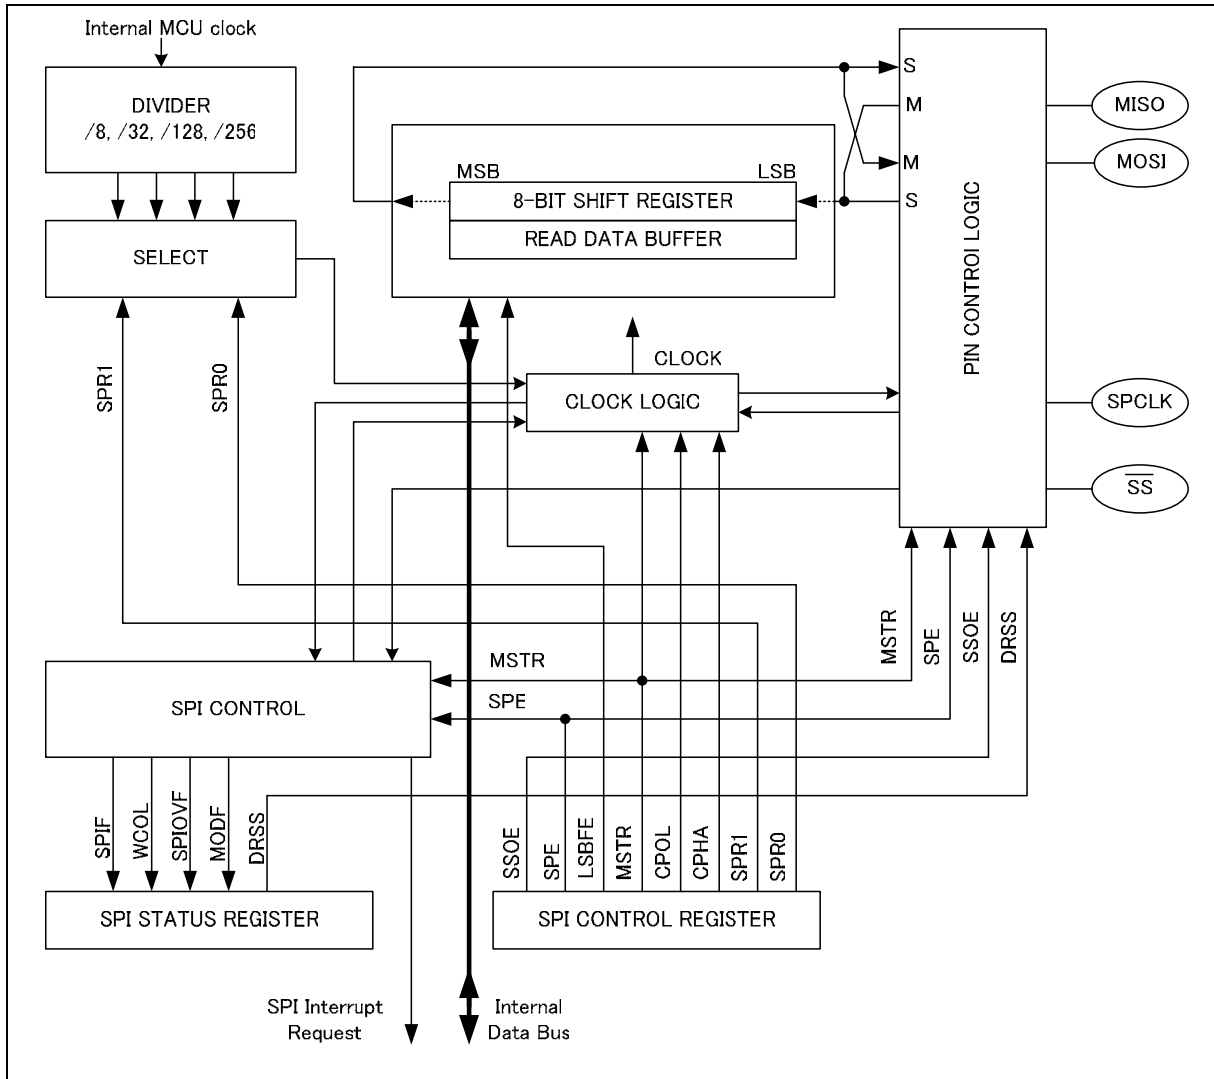 Internal MCU clock
DIVIDER
/8, /32, /128, /256
SELECT
MSB
LSB
8-BIT SHIFT REGISTER
READ DATA BUFFER
S
M
M
S
PIN CONTROl LOGIC
MISO
MOSI
SPCLK
SS
SPR1
SPR0
CLOCK
CLOCK LOGIC
MSTR
SPE
SSOE
DRSS
MSTR
SPE
SPI CONTROL
SPIF
WCOL
SPIOVF
MODF
DRSS
SSOE
SPE
LSBFE
MSTR
CPOL
CPHA
SPR1
SPR0
SPI STATUS REGISTER
SPI CONTROL REGISTER
SPI Interrupt
Request
Internal
Data Bus